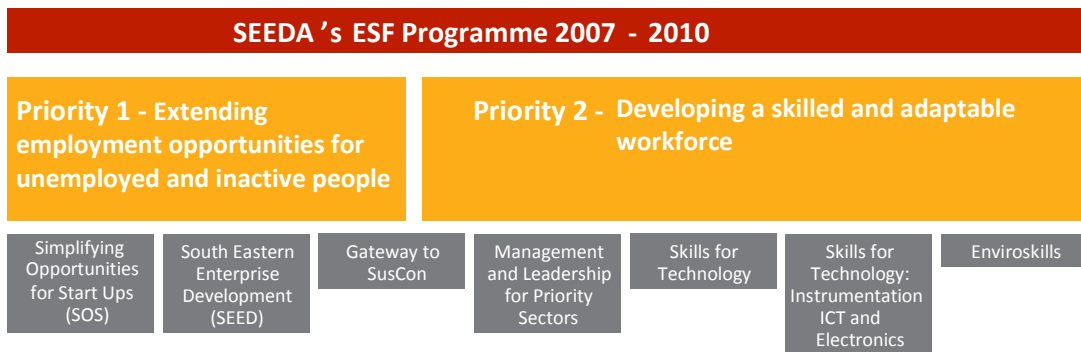 SEEDA 's ESF Programme 2007 - 2010
Priority 1 - Extending
employment opportunities for
unemployed and inactive people
Priority 2 - Developing a skilled and adaptable
workforce
Simplifying
Opportunities
for Start Ups
(SOS)
South Eastern
Enterprise
Development
(SEED)
Gateway to
SusCon
Management
and Leadership
for Priority
Sectors
Skills for
Technology
Skills for
Technology:
Instrumentation
ICT and
Electronics
Enviroskills